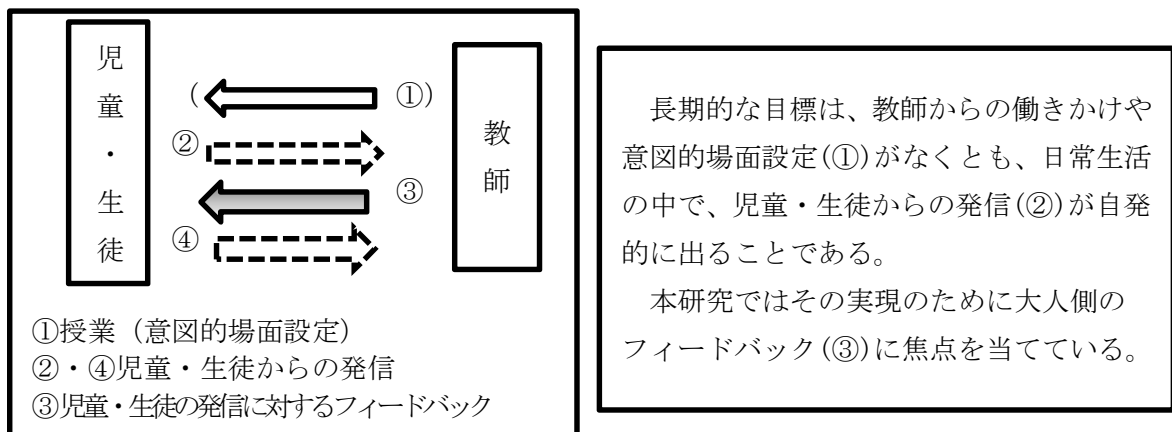 児童・生徒
(①)
②
③
④
教師
①授業(意図的場面設定)
②・④児童・生徒からの発信
③児童・生徒の発信に対するフィードバック
長期的な目標は、教師からの働きかけや
意図的場面設定(①)がなくとも、日常生活
の中で、児童・生徒からの発信(②)が自発
的に出ることである。
本研究ではその実現のために大人側の
フィードバック(③)に焦点を当てている。